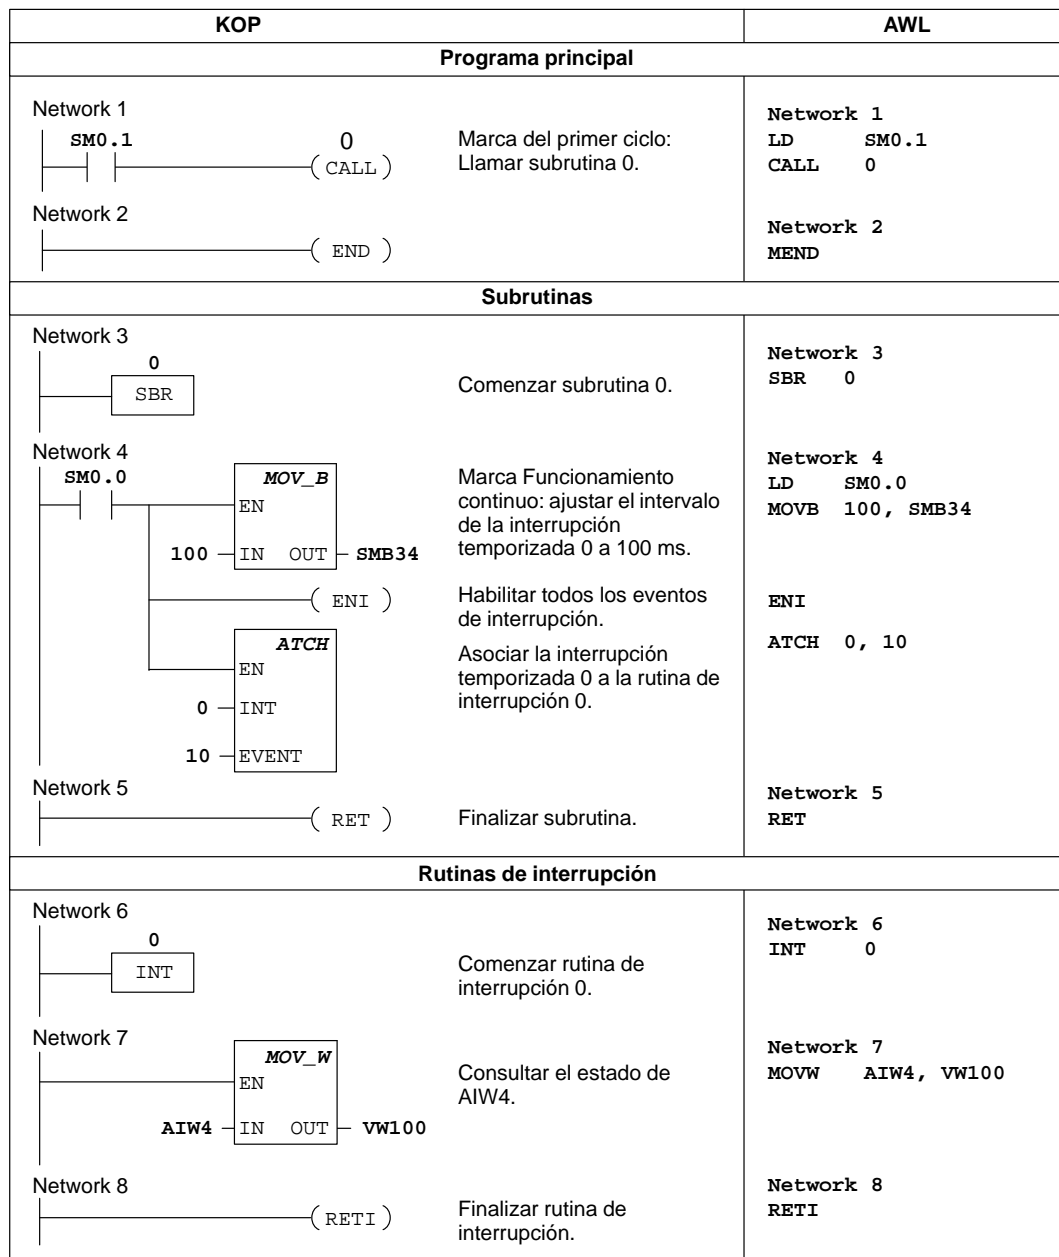 KOP AWL
Programa principal
Network 1
SM0.1 0
CALL
Marca del primer ciclo:
Llamar subrutina 0.
Network 1
LD SM0.1
CALL 0
Network 2
END
Network 2
MEND
Subrutinas
Network 3
0
SBR
Comenzar subrutina 0.
Network 3
SBR 0
Network 4
SM0.0
MOV_B
EN
100 IN OUT SMB34
Marca Funcionamiento
continuo: ajustar el intervalo
de la interrupción
temporizada 0 a 100 ms.
Network 4
LD SM0.0
MOVB 100, SMB34
ENI
Habilitar todos los eventos
de interrupción.
ENI
ATCH
EN
0 INT
10 EVENT
Asociar la interrupción
temporizada 0 a la rutina de
interrupción 0.
ATCH 0, 10
Network 5
RET
Finalizar subrutina.
Network 5
RET
Rutinas de interrupción
Network 6
0
INT
Comenzar rutina de
interrupción 0.
Network 6
INT 0
Network 7
MOV_W
EN
AIW4 IN OUT VW100
Consultar el estado de
AIW4.
Network 7
MOVW AIW4, VW100
Network 8
RETI
Finalizar rutina de
interrupción.
Network 8
RETI